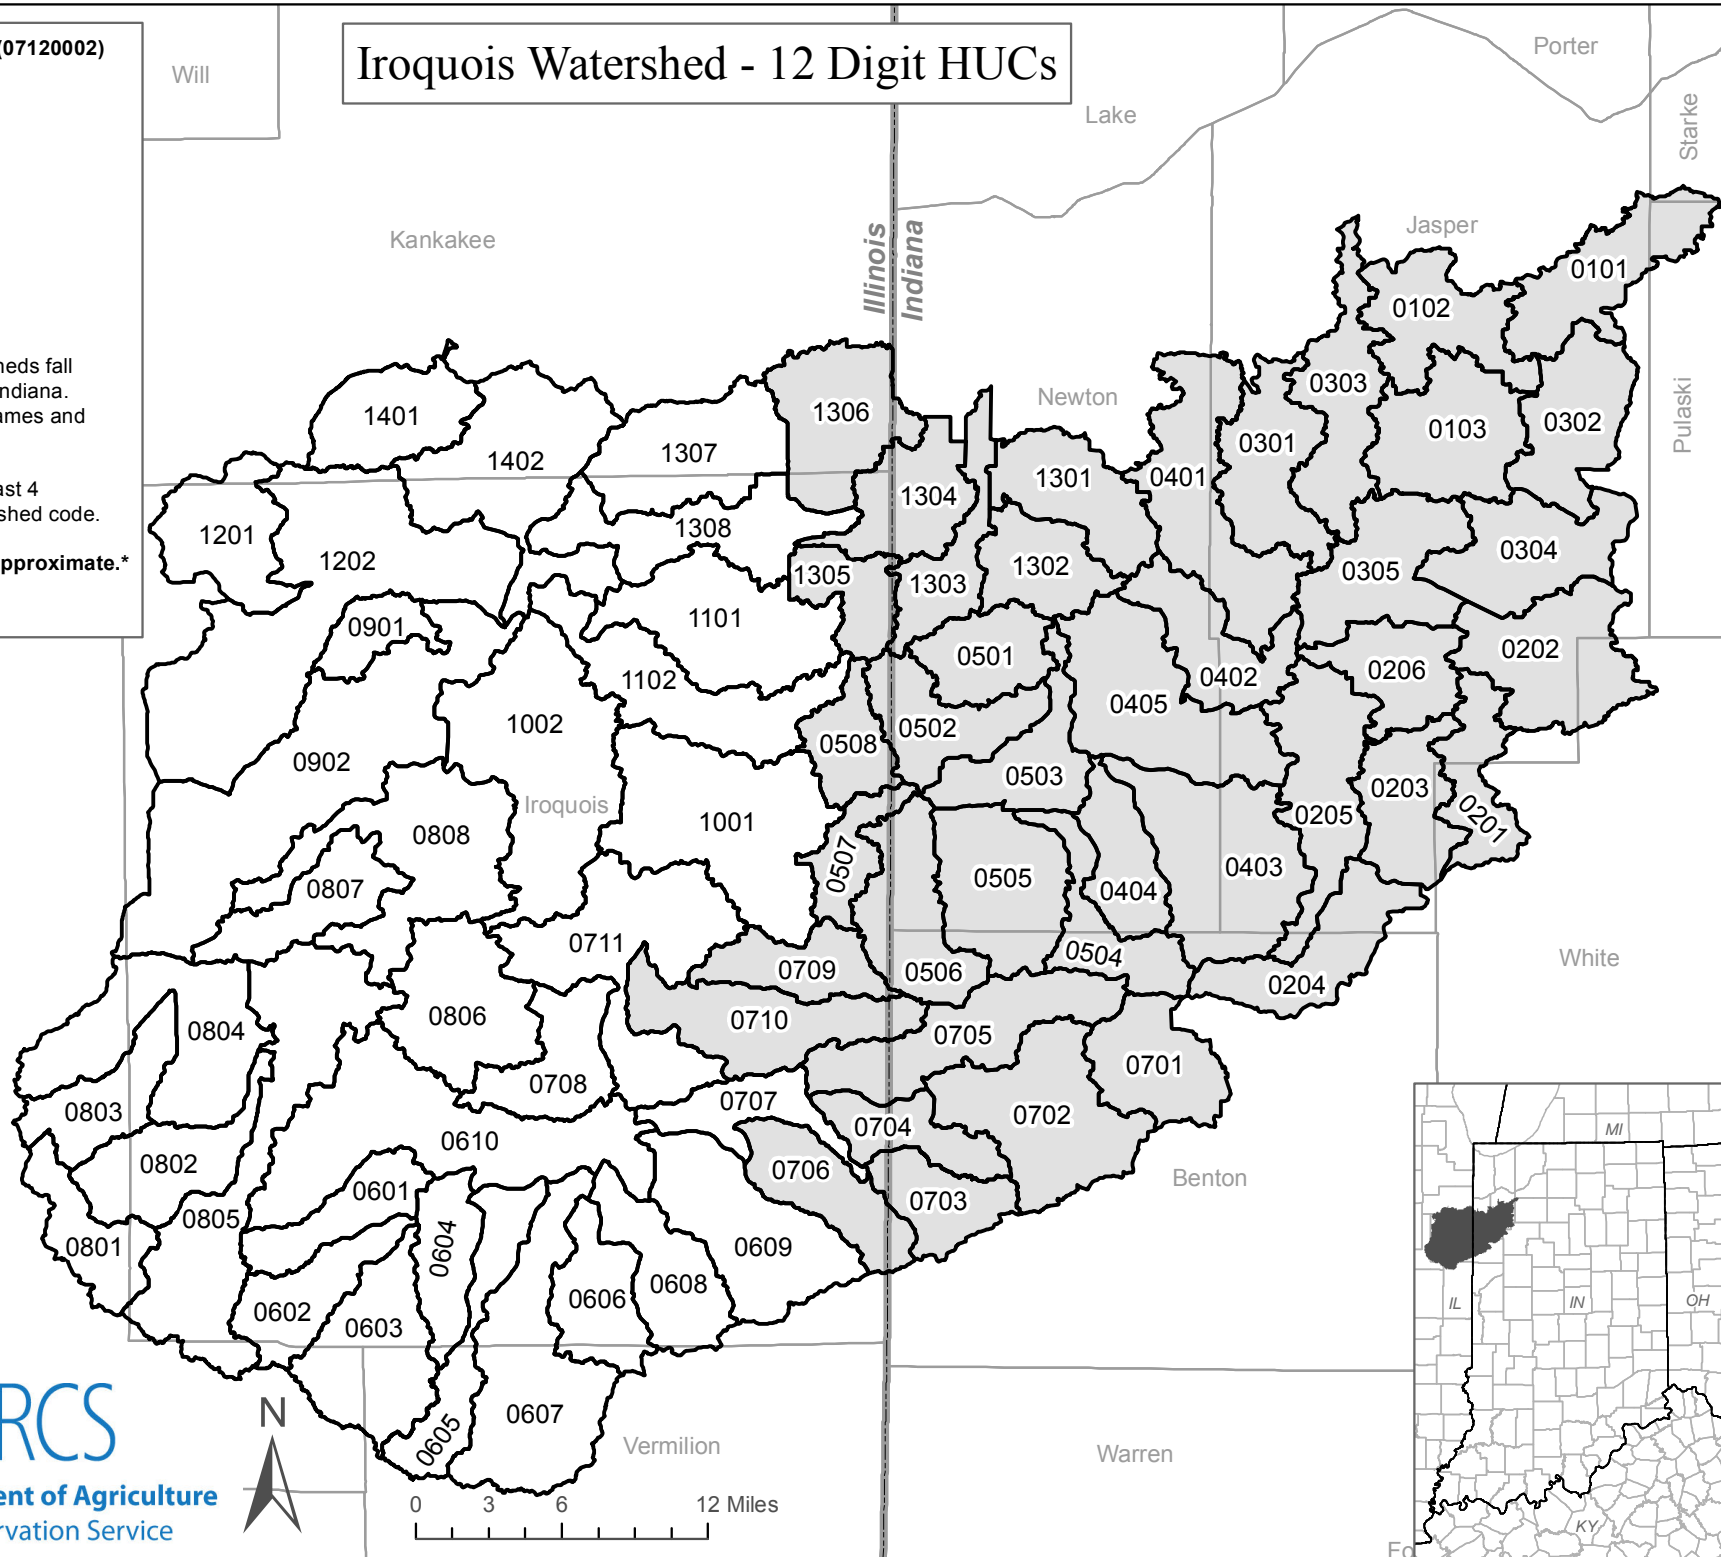 (07120002)
Iroquois Watershed - 12 Digit HUCs
Will
Porter
Lake
Starke
Kankakee
Illinois
Indiana
Jasper
0101
0102
heds fall
ndiana.
ames and
ast 4
shed code.
pproximate.*
Newton
Pulaski
1401
1402
1307
1306
1304
1301
0401
0301
0303
0103
0302
1201
1202
1308
1305
1303
1302
0305
0304
0901
1101
1102
0501
0402
0206
0202
0902
1002
0508
0502
0405
0503
0203
0201
0205
Iroquois
0808
1001
0807
0507
0505
0404
0403
0711
0709
0506
0504
0204
White
0804
0806
0710
0705
0701
0708
0803
0707
0704
0702
0610
0802
0601
0706
0703
Benton
0805
0801
0604
0609
0602
0603
0606
0608
0605
0607
Vermilion
Warren
MI
IL
IN
OH
KY
Fo
RCS
ent of Agriculture
rvation Service
N
0 3 6 12 Miles